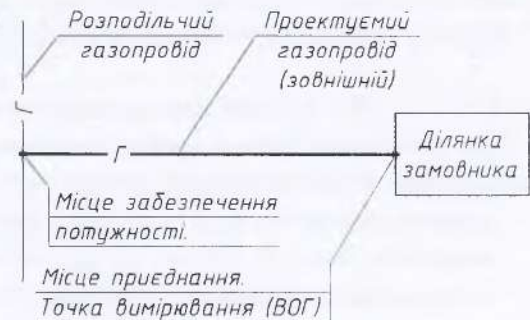 Розподільчий
газопровід
Проектуємий
газопровід
(зовнішній)
Г
Г
Ділянка
замовника
Місце забезпечення
потужності.
Місце приєднання.
Точка вимірювання (ВОГ)